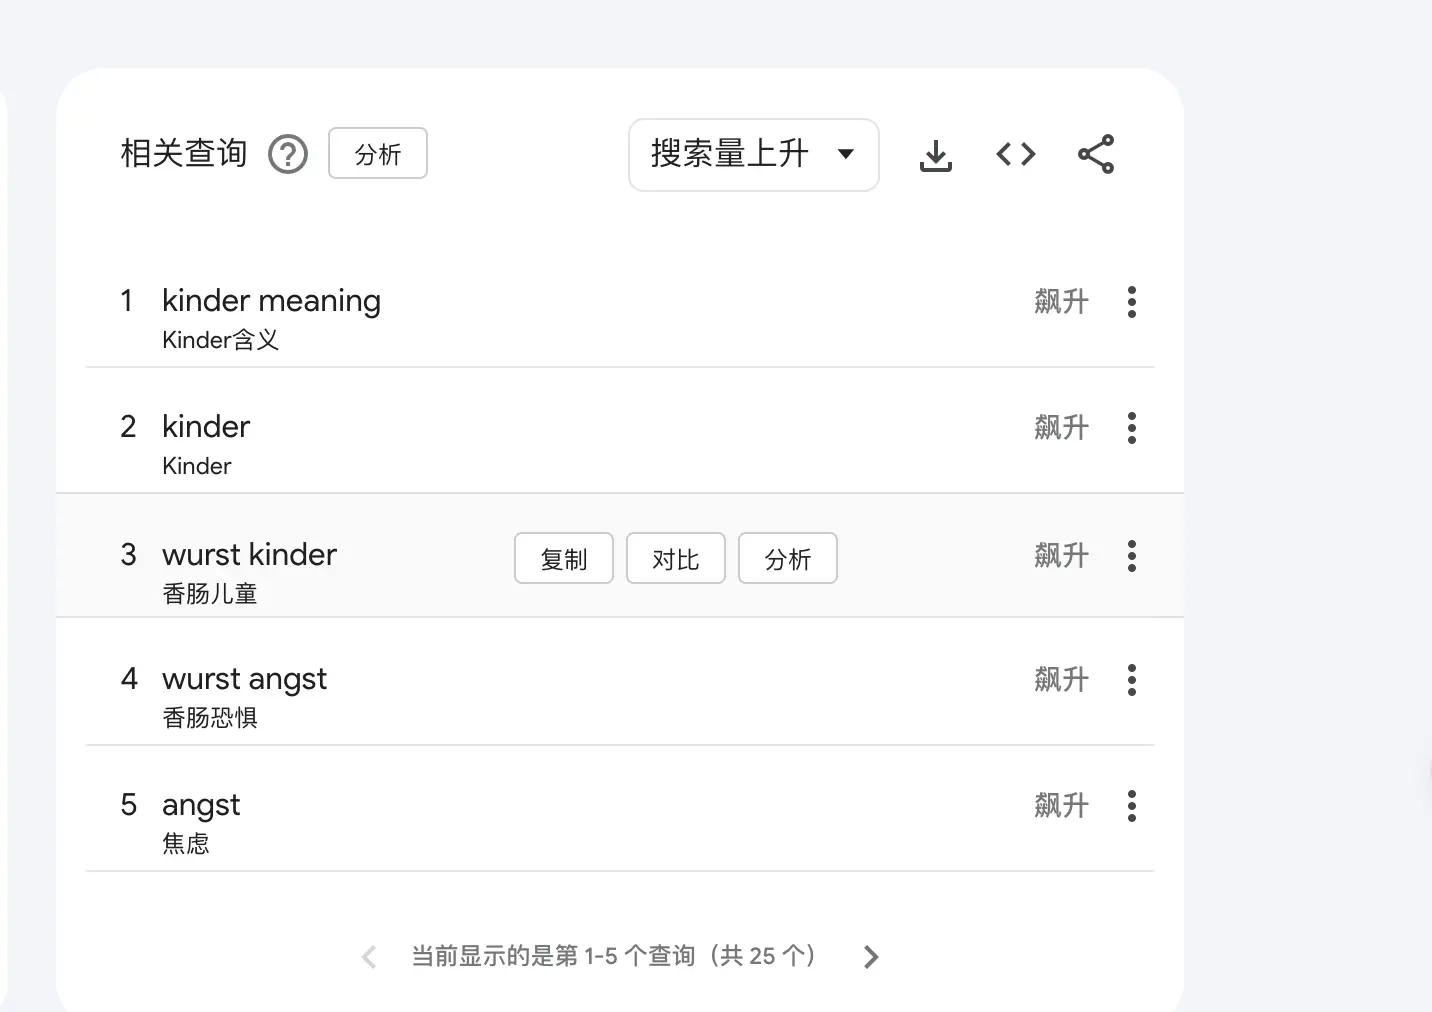 相关查询 ? 分析 搜索量上升
1 kinder meaning 飙升
Kinder含义
2 kinder 飙升
Kinder
3 wurst kinder 复制 对比 分析 飙升
香肠儿童
4 wurst angst 飙升
香肠恐惧
5 angst 飙升
焦虑
当前显示的是第 1-5 个查询（共 25 个）